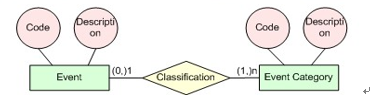 Code
Descripti
on
Code
Descripti
on
Event
(0,)1
Classification
(1,)n
Event Category